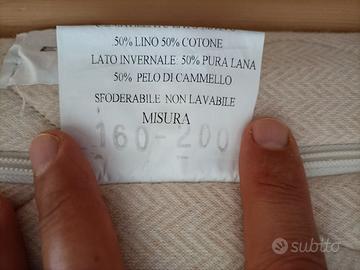 50% LINO 50% COTONE
LATO INVERNALE: 50% PURA LANA
50% PELO DI CAMMELLO
SFODERABILE NON LAVABILE
MISURA
160-200
subito